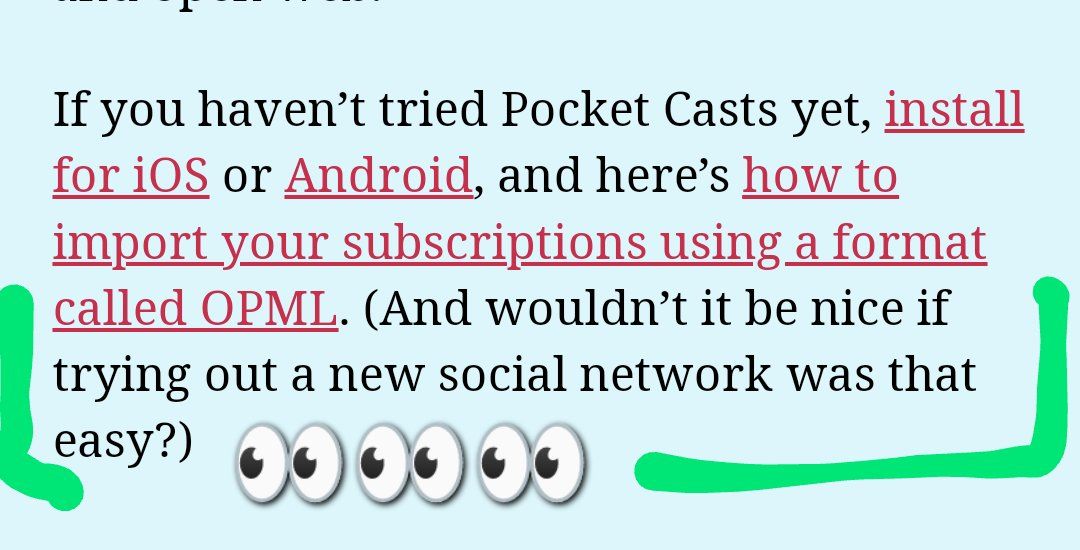 If you haven’t tried Pocket Casts yet, install
for iOS or Android, and here’s how to
import your subscriptions using a format
called OPML. (And wouldn’t it be nice if
trying out a new social network was that
easy?) 👀👀👀